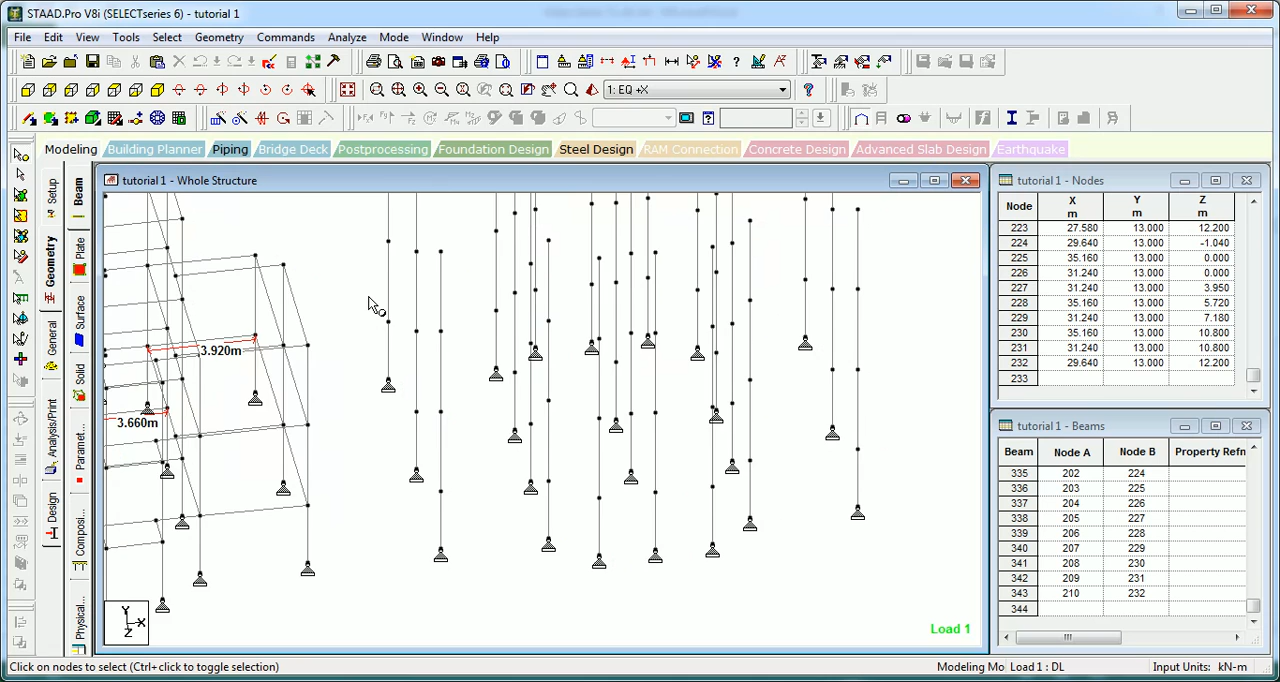 STAAD.Pro V8i (SELECTseries 6) - tutorial 1
File Edit View Tools Select Geometry Commands Analyze Mode Window Help
1: EQ +X
Modeling Building Planner Piping Bridge Deck Postprocessing Foundation Design Steel Design RAM Connection Concrete Design Advanced Slab Design Earthquake
Setup
Geometry
General
Analysis/Print
Design
Beam
Plate
Surface
Solid
Paramet...
Composi...
Physical...
tutorial 1 - Whole Structure
3.920m
3.660m
Y
X
Z
Load 1
tutorial 1 - Nodes
Node X Y Z
m m m
223 27.580 13.000 12.200
224 29.640 13.000 -1.040
225 35.160 13.000 0.000
226 31.240 13.000 0.000
227 31.240 13.000 3.950
228 35.160 13.000 5.720
229 31.240 13.000 7.180
230 35.160 13.000 10.800
231 31.240 13.000 10.800
232 29.640 13.000 12.200
233
tutorial 1 - Beams
Beam Node A Node B Property Refn
335 202 224
336 203 225
337 204 226
338 205 227
339 206 228
340 207 229
341 208 230
342 209 231
343 210 232
344
Click on nodes to select (Ctrl+click to toggle selection)
Modeling Mo Load 1 : DL Input Units: kN-m